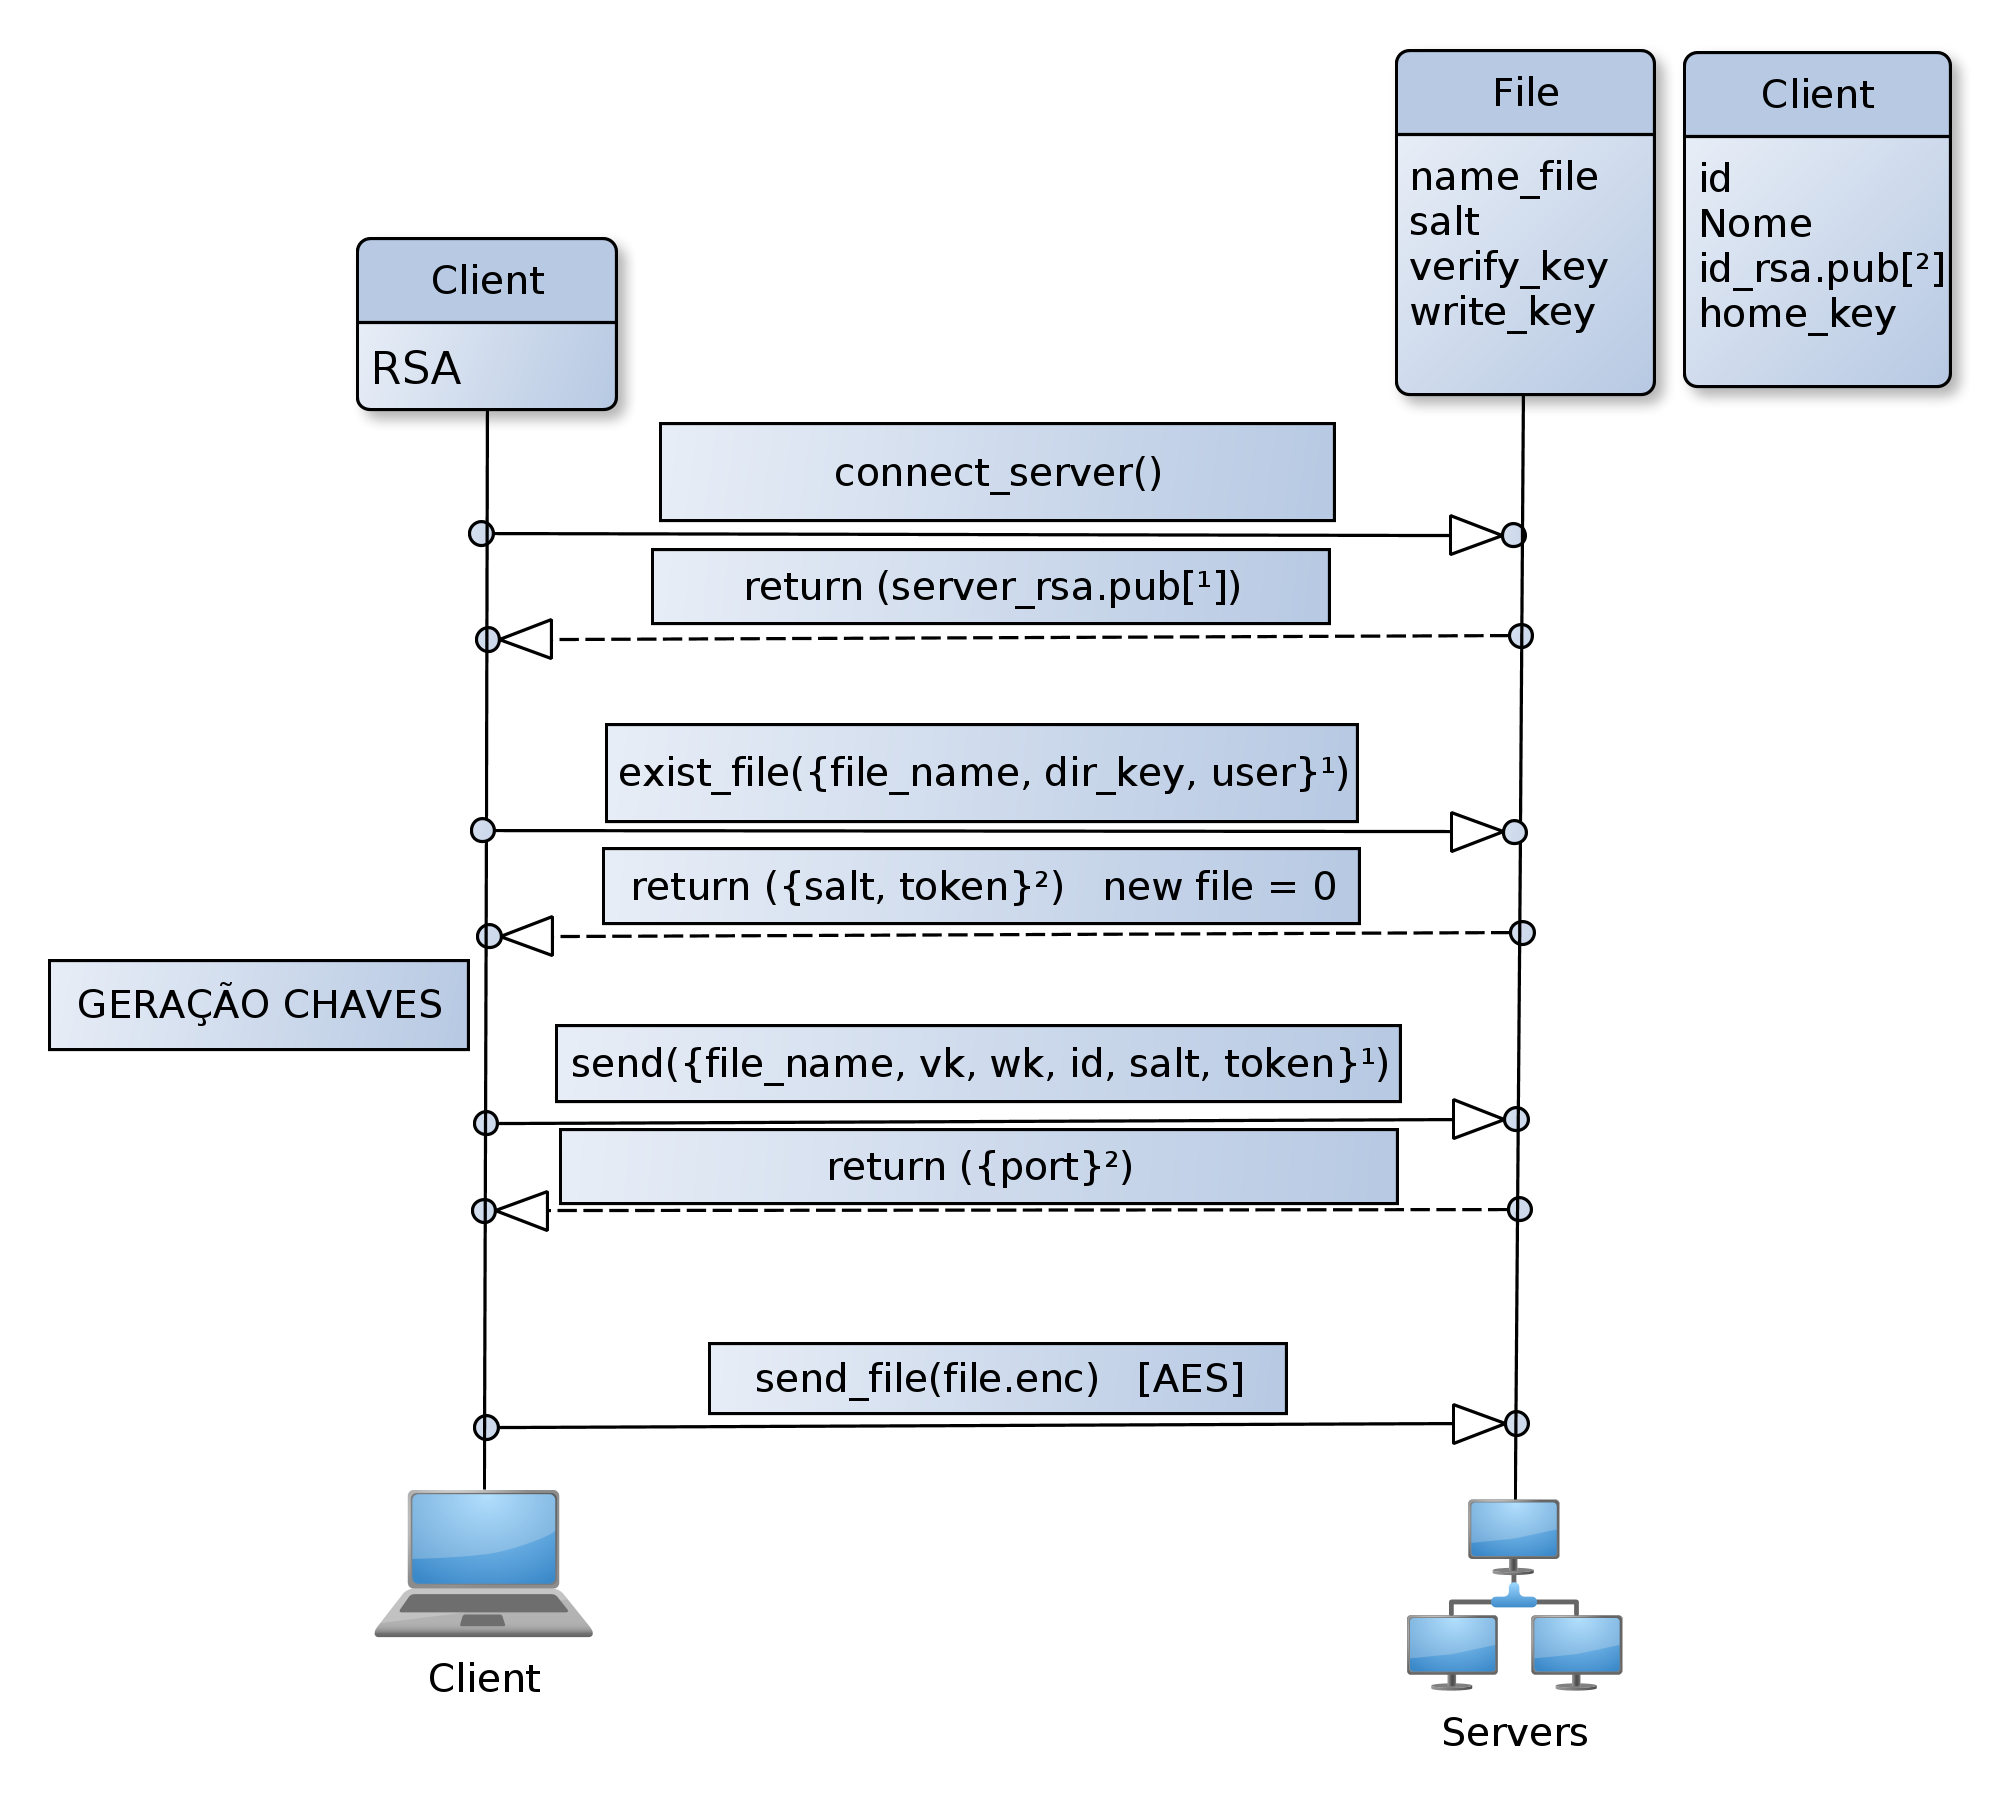 File
name_file
salt
verify_key
write_key
Client
id
Nome
id_rsa.pub[²]
home_key
Client
RSA
connect_server()
return (server_rsa.pub[¹])
exist_file({file_name, dir_key, user}¹)
return ({salt, token}²)   new file = 0
GERAÇÃO CHAVES
send({file_name, vk, wk, id, salt, token}¹)
return ({port}²)
send_file(file.enc)   [AES]
Client
Servers